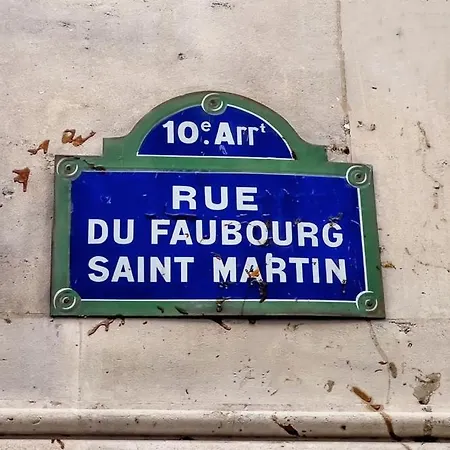 10e. Arrt
RUE
DU FAUBOURG
SAINT MARTIN